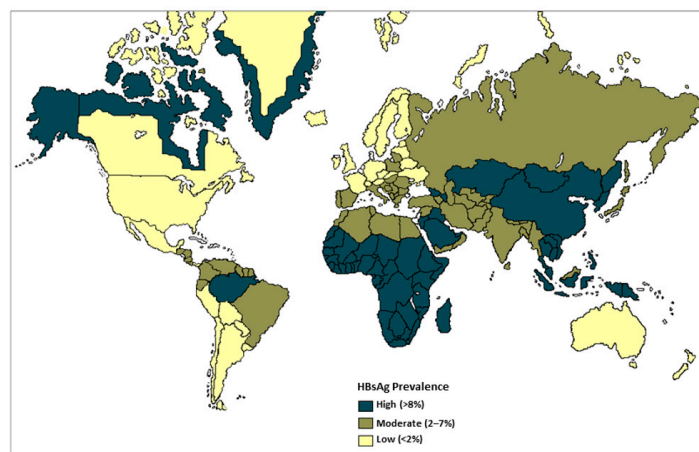 HBsAg Prevalence
High (>8%)
Moderate (2–7%)
Low (<2%)